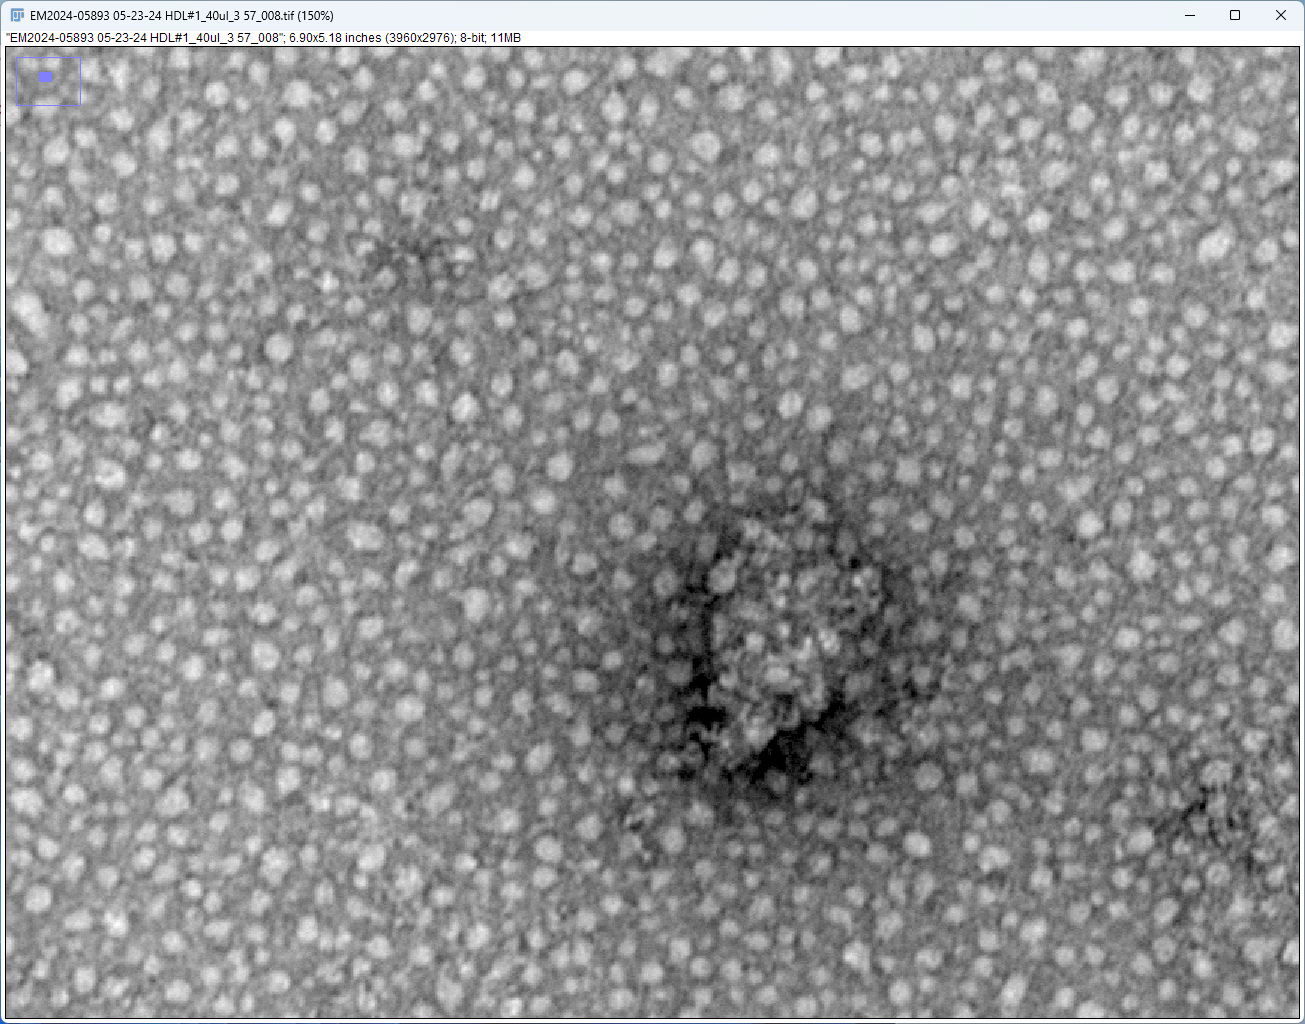 EM2024-05893 05-23-24 HDL#1_40ul_3 57_008.tif (150%)
"EM2024-05893 05-23-24 HDL#1_40ul_3 57_008"; 6.90x5.18 inches (3960x2976); 8-bit; 11MB